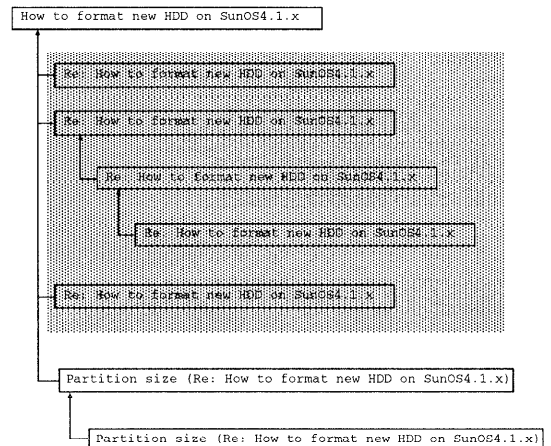 How to format new HDD on SunOS4.1.x
Re: How to format new HDD on SunOS4.1.x
Re: How to format new HDD on SunOS4.1.x
Re: How to format new HDD on SunOS4.1.x
Re: How to format new HDD on SunOS4.1.x
Re: How to format new HDD on SunOS4.1.x
Partition size (Re: How to format new HDD on SunOS4.1.x)
Partition size (Re: How to format new HDD on SunOS4.1.x)